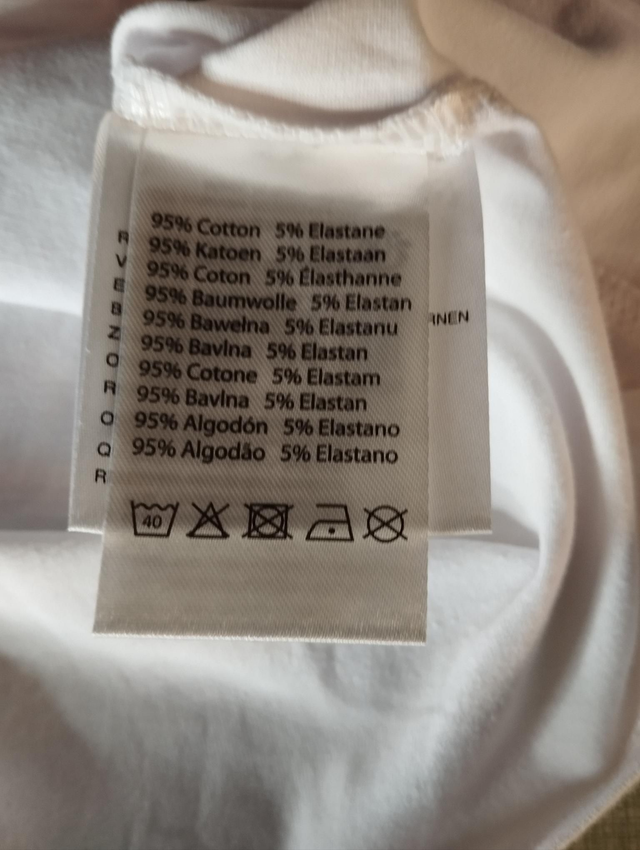 95% Cotton 5% Elastane
95% Katoen 5% Elastaan
95% Coton 5% Élasthanne
95% Baumwolle 5% Elastan
95% Bawełna 5% Elastanu
95% Bavlna 5% Elastan
95% Cotone 5% Elastam
95% Bavlna 5% Elastan
95% Algodón 5% Elastano
95% Algodão 5% Elastano
40
R
V
E
B
Z
O
R
O
Q
R
RNEN